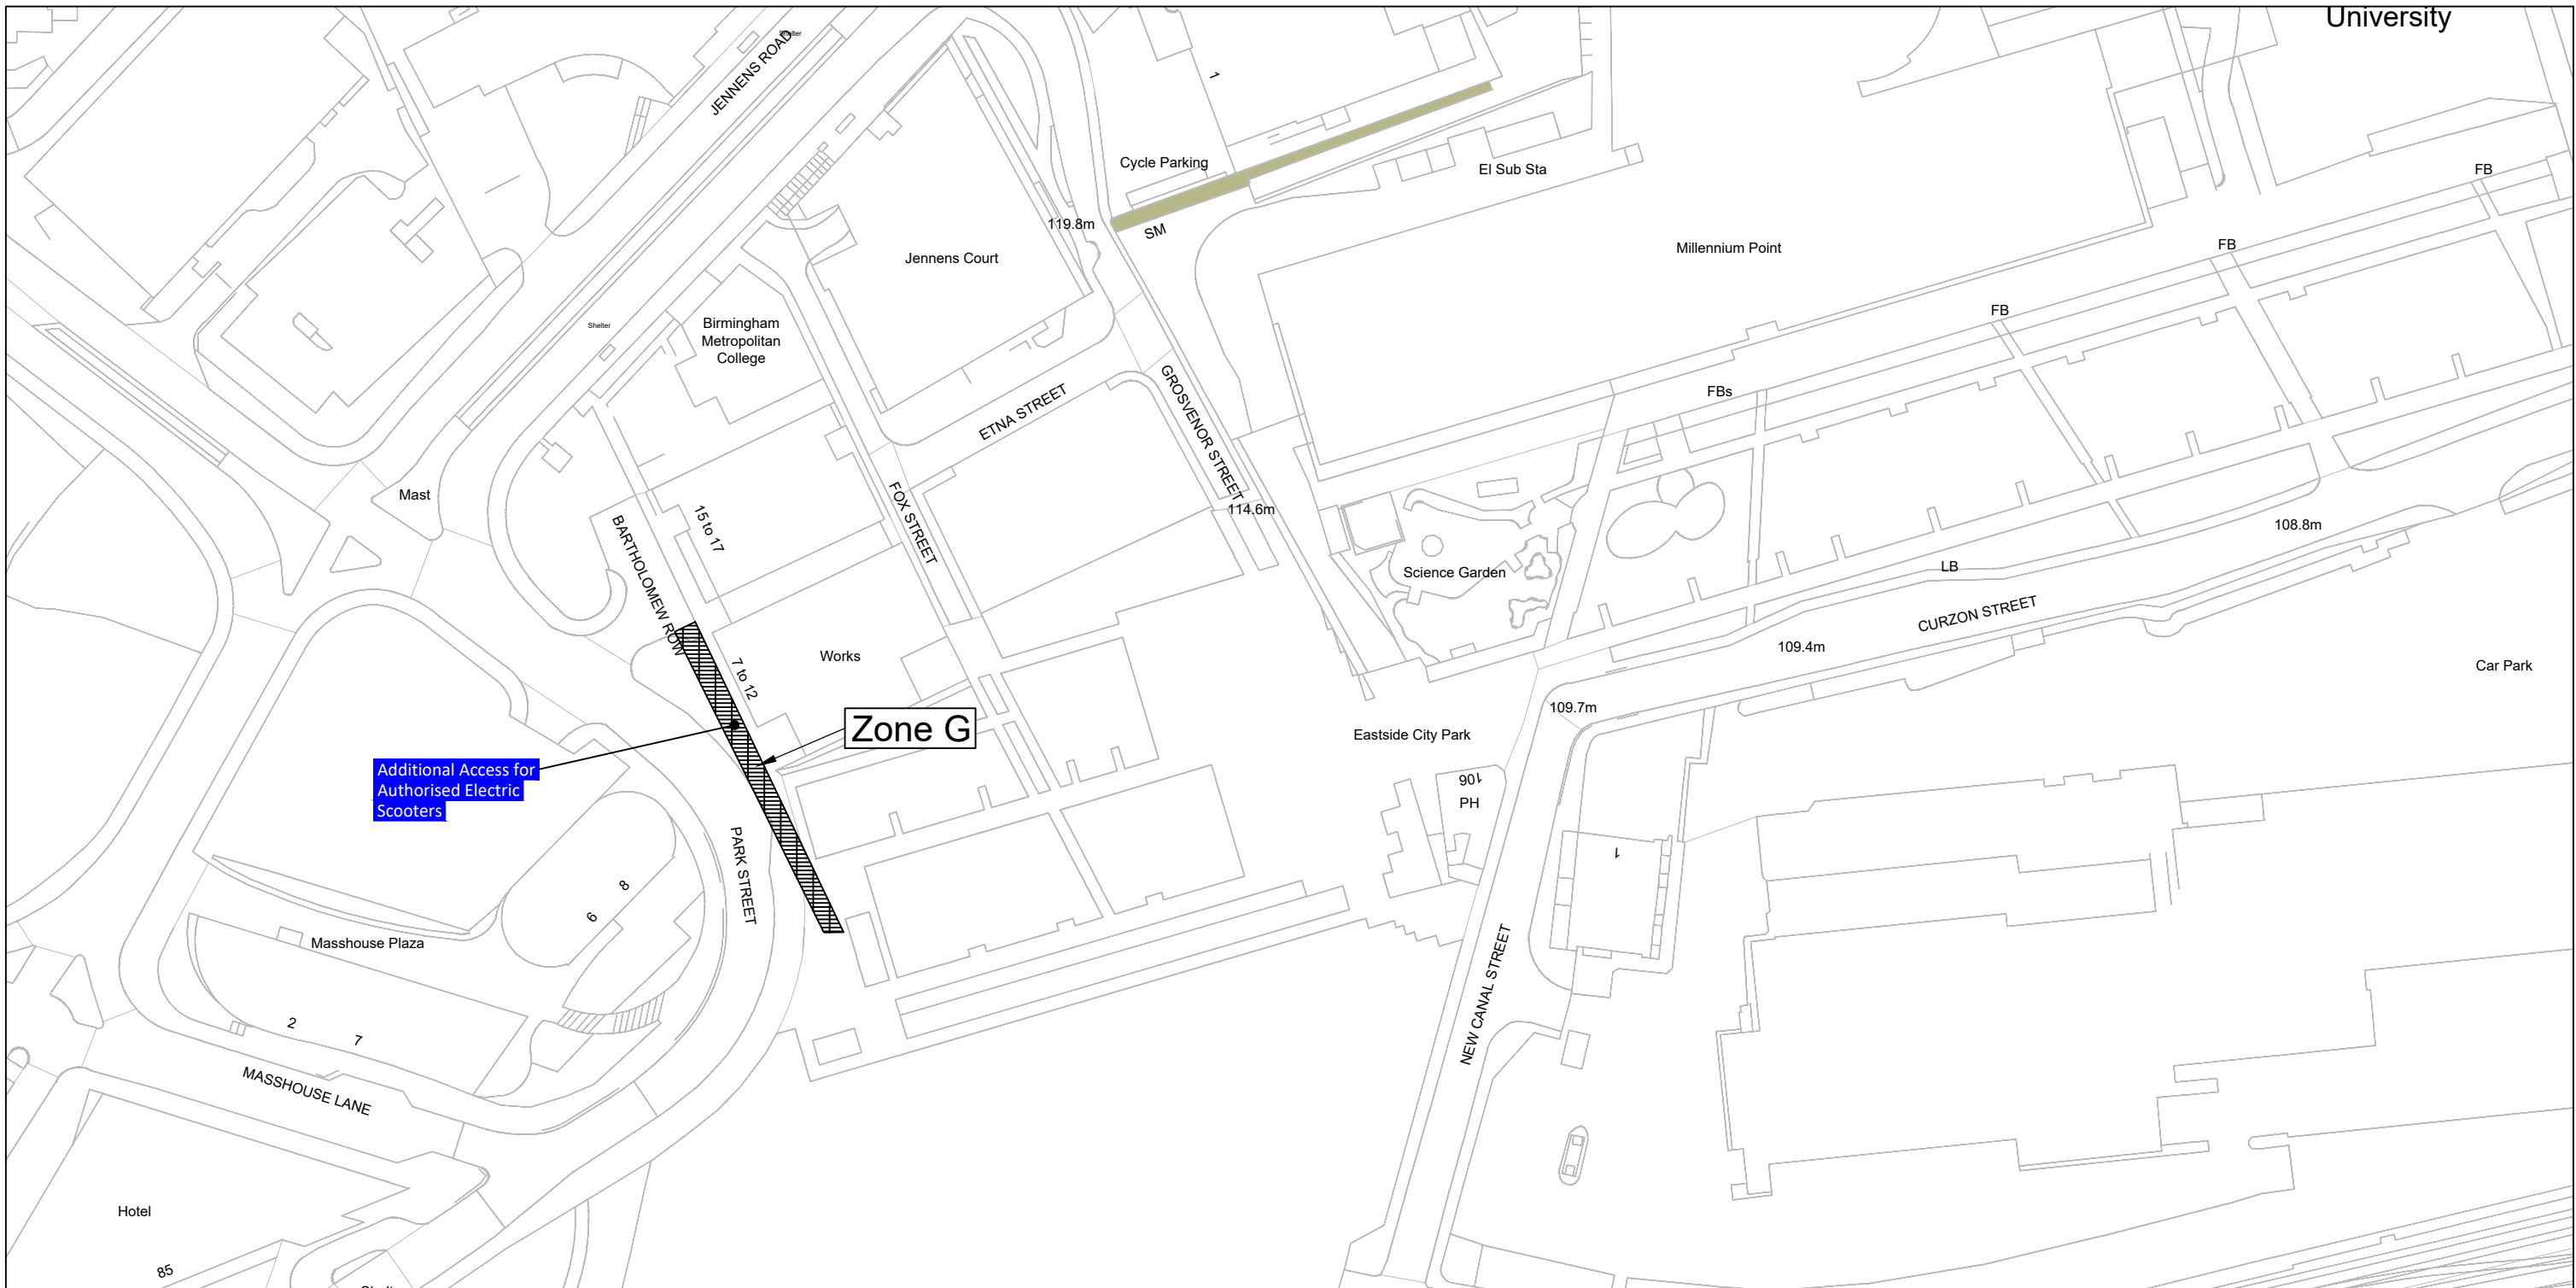 University
Shelter
JENNENS ROAD
1
Cycle Parking
El Sub Sta
FB
119.8m
SM
Jennens Court
Millennium Point
FB
FB
Shelter
Birmingham
Metropolitan
College
FBs
ETNA STREET
GROSVENOR STREET
Mast
15 to 17
FOX STREET
114.6m
BARTHOLOMEW ROW
Science Garden
LB
108.8m
CURZON STREET
109.4m
Works
7 to 12
Car Park
109.7m
Zone G
Eastside City Park
Additional Access for
Authorised Electric
Scooters
106
PH
1
PARK STREET
8
6
Masshouse Plaza
NEW CANAL STREET
2
7
MASSHOUSE LANE
Hotel
85